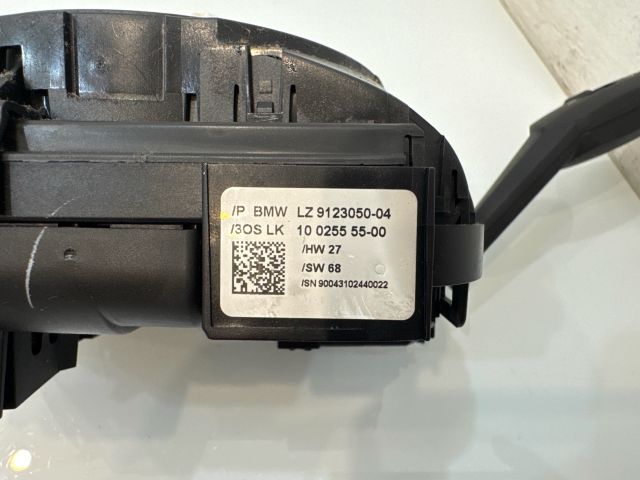 /P BMW LZ 9123050-04
/3OS LK 10 0255 55-00
/HW 27
/SW 68
/SN 90043102440022